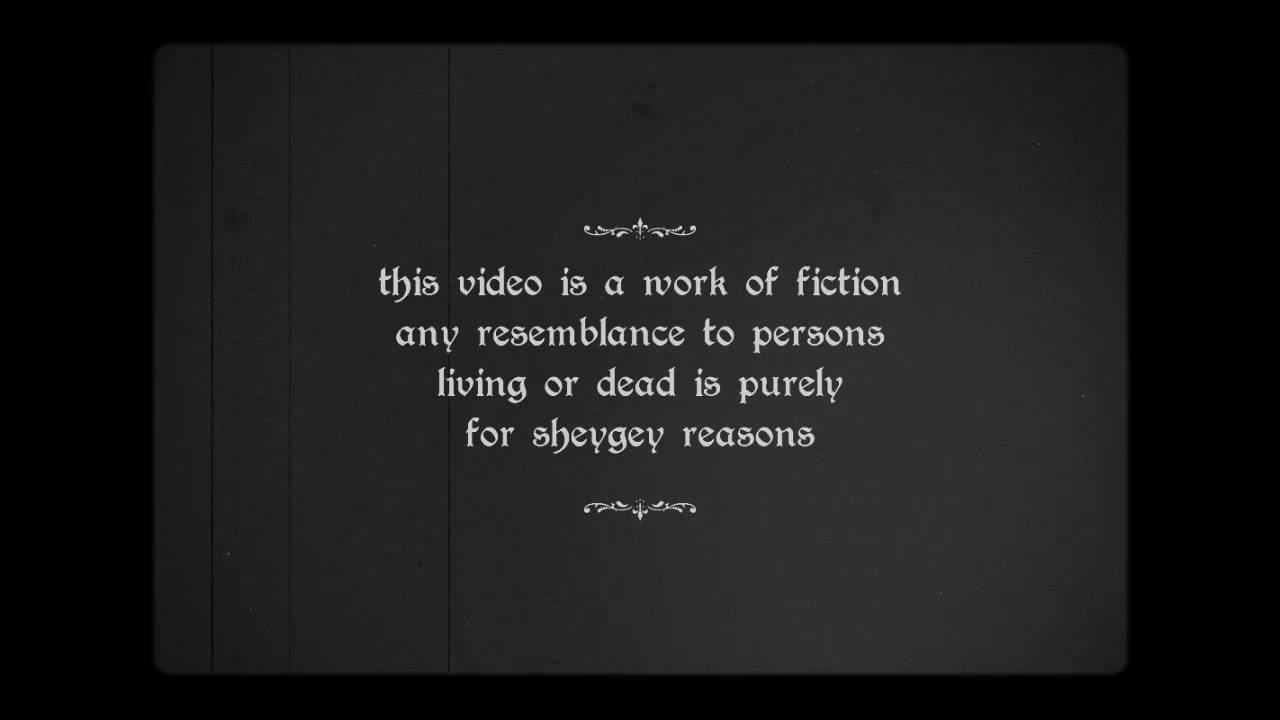 this video is a work of fiction
any resemblance to persons
living or dead is purely
for sheygey reasons